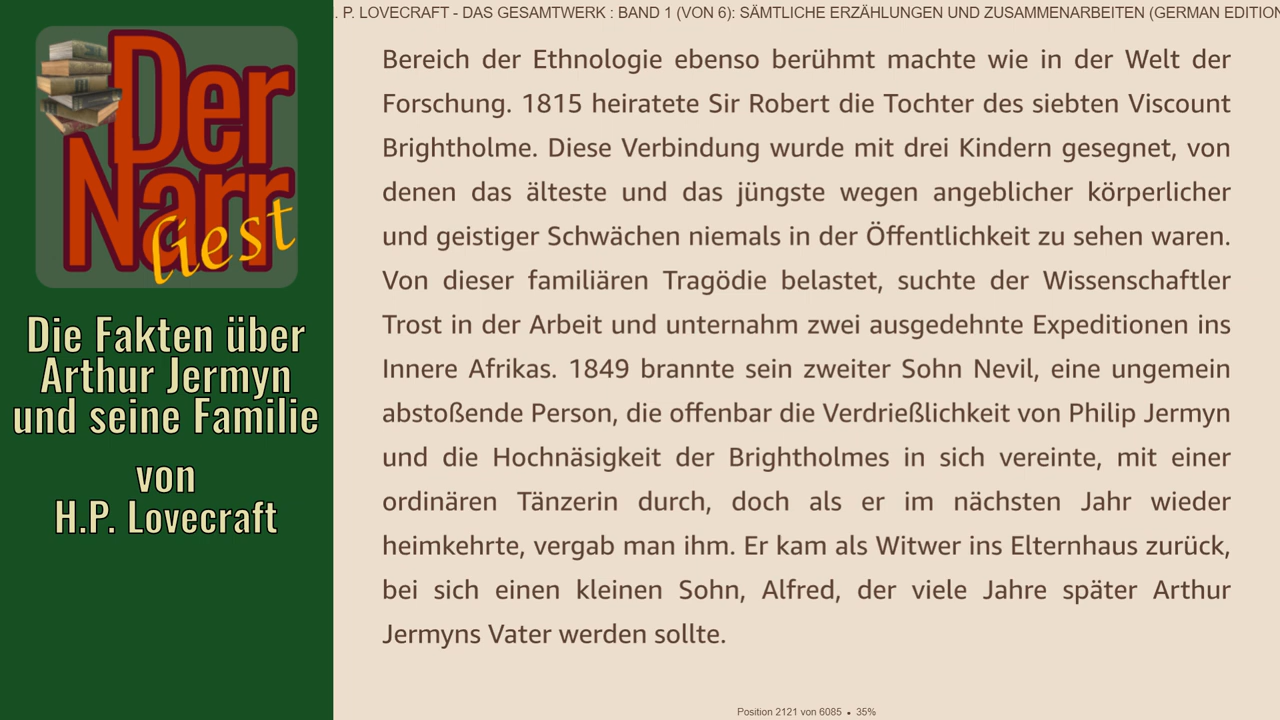 Der
Narr
liest
Die Fakten über
Arthur Jermyn
und seine Familie
von
H.P. Lovecraft
. P. LOVECRAFT - DAS GESAMTWERK : BAND 1 (VON 6): SÄMTLICHE ERZÄHLUNGEN UND ZUSAMMENARBEITEN (GERMAN EDITION
Bereich der Ethnologie ebenso berühmt machte wie in der Welt der
Forschung. 1815 heiratete Sir Robert die Tochter des siebten Viscount
Brightholme. Diese Verbindung wurde mit drei Kindern gesegnet, von
denen das älteste und das jüngste wegen angeblicher körperlicher
und geistiger Schwächen niemals in der Öffentlichkeit zu sehen waren.
Von dieser familiären Tragödie belastet, suchte der Wissenschaftler
Trost in der Arbeit und unternahm zwei ausgedehnte Expeditionen ins
Innere Afrikas. 1849 brannte sein zweiter Sohn Nevil, eine ungemein
abstoßende Person, die offenbar die Verdrießlichkeit von Philip Jermyn
und die Hochnäsigkeit der Brightholmes in sich vereinte, mit einer
ordinären Tänzerin durch, doch als er im nächsten Jahr wieder
heimkehrte, vergab man ihm. Er kam als Witwer ins Elternhaus zurück,
bei sich einen kleinen Sohn, Alfred, der viele Jahre später Arthur
Jermyns Vater werden sollte.
Position 2121 von 6085 • 35%